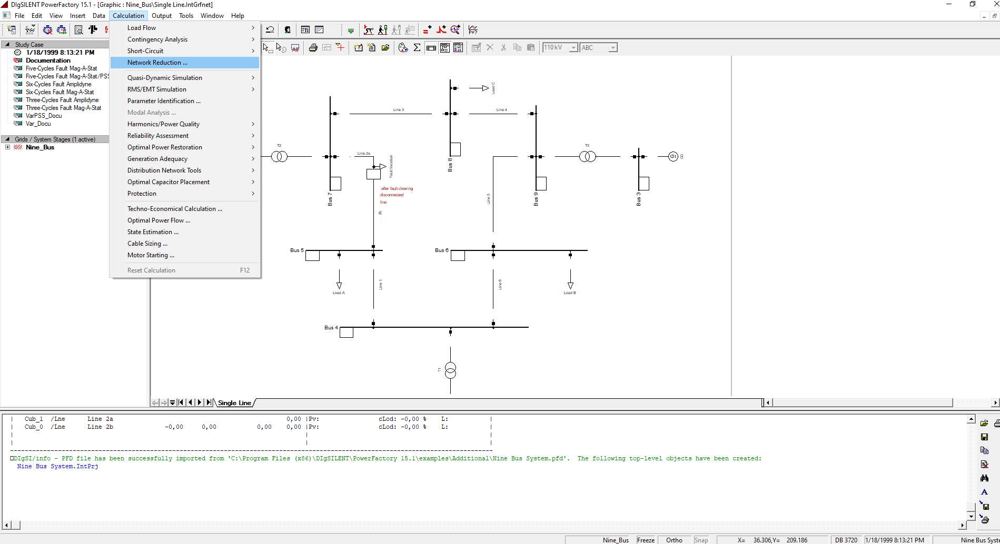 DIgSILENT PowerFactory 15.1 - [Graphic : Nine_Bus\Single Line.IntGrfnet]
File Edit View Insert Data Calculation Output Tools Window Help
110 kV ABC
Study Case
1/18/1999 8:13:21 PM
Documentation
Five-Cycles Fault Mag-A-Stat
Five-Cycles Fault Mag-A-Stat/PSS
Six-Cycles Fault Amplidyne
Six-Cycles Fault Mag-A-Stat
Three-Cycles Fault Amplidyne
Three-Cycles Fault Mag-A-Stat
VarPSS_Docu
Var_Docu
Grids / System Stages (1 active)
Nine_Bus
Load Flow
Contingency Analysis
Short-Circuit
Network Reduction ...
Quasi-Dynamic Simulation
RMS/EMT Simulation
Parameter Identification ...
Modal Analysis ...
Harmonics/Power Quality
Reliability Assessment
Optimal Power Restoration
Generation Adequacy
Distribution Network Tools
Optimal Capacitor Placement
Protection
Techno-Economical Calculation ...
Optimal Power Flow ...
State Estimation ...
Cable Sizing ...
Motor Starting ...
Reset Calculation F12
Load C
Line 3
Line 4
T2
Line 2a
Fault location
Bus 8
T3
G~
G3
after fault clearing
disconnected
line
2b
Bus 7
Line 5
Bus 9
Bus 3
Bus 5
Bus 6
Load A
Line 1
Line 6
Load B
Bus 4
T1
Single Line
| Cub_1 /Lne Line 2a 0,00 |Pv: cLod: -0,00 % L: |
| Cub_0 /Lne Line 2b -0,00 0,00 0,00 0,00 |Pv: cLod: -0,00 % L: |
DIgSI/info - PFD file has been successfully imported from 'C:\Program Files (x86)\DIgSILENT\PowerFactory 15.1\examples\Additional\Nine Bus System.pfd'. The following top-level objects have been created:
Nine Bus System.IntPrj
Nine_Bus Freeze Ortho Snap X= 36.306,Y= 209.186 DB 3720 1/18/1999 8:13:21 PM Nine Bus Syste